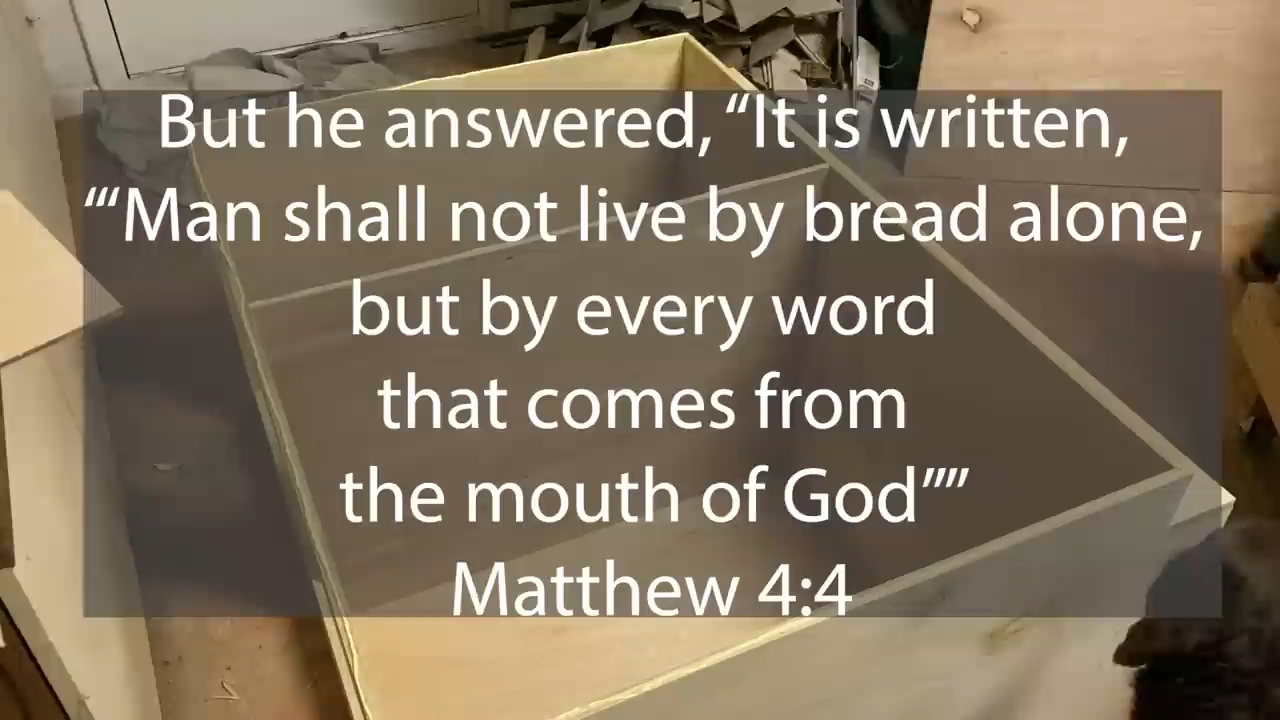 But he answered, “It is written,
“‘Man shall not live by bread alone,
but by every word
that comes from
the mouth of God””
Matthew 4:4